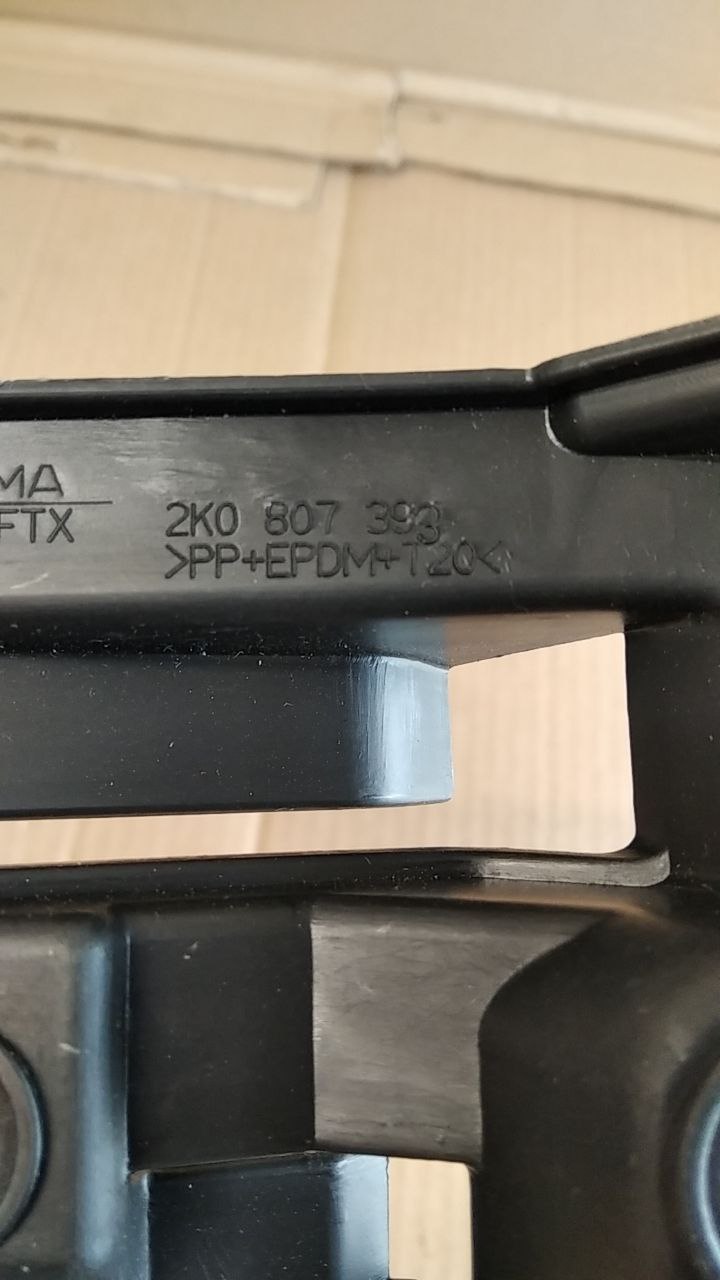 MA
FTX
2K0 807 393
>PP+EPDM+T20<